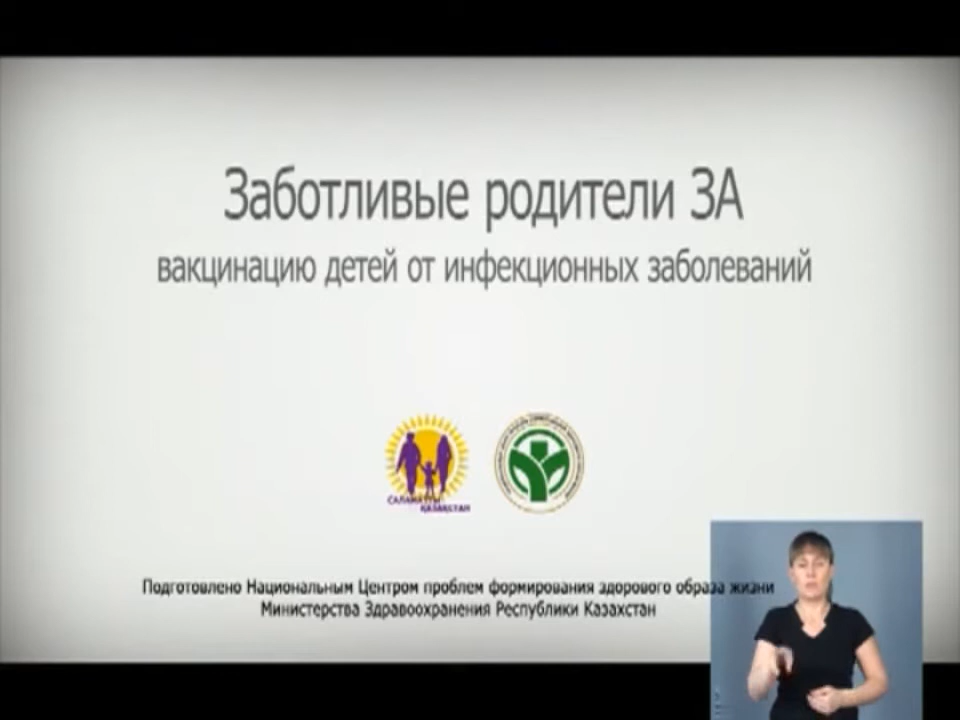 Заботливые родители ЗА
вакцинацию детей от инфекционных заболеваний
САЛАМАТТЫ
ҚАЗАҚСТАН
Подготовлено Национальным Центром проблем формирования здорового образа жизни
Министерства Здравоохранения Республики Казахстан